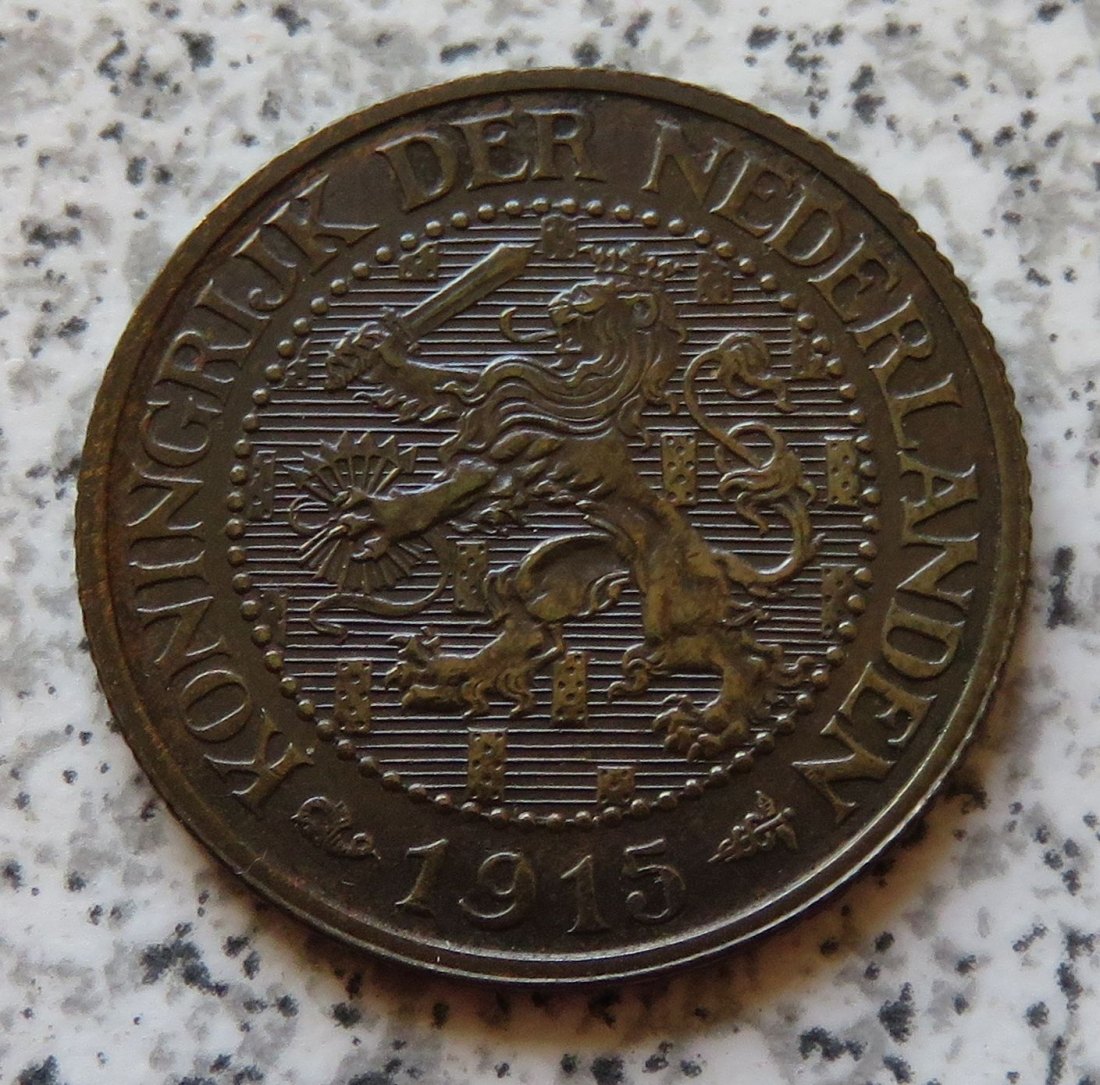 KONINGRIJK DER NEDERLANDEN
1915